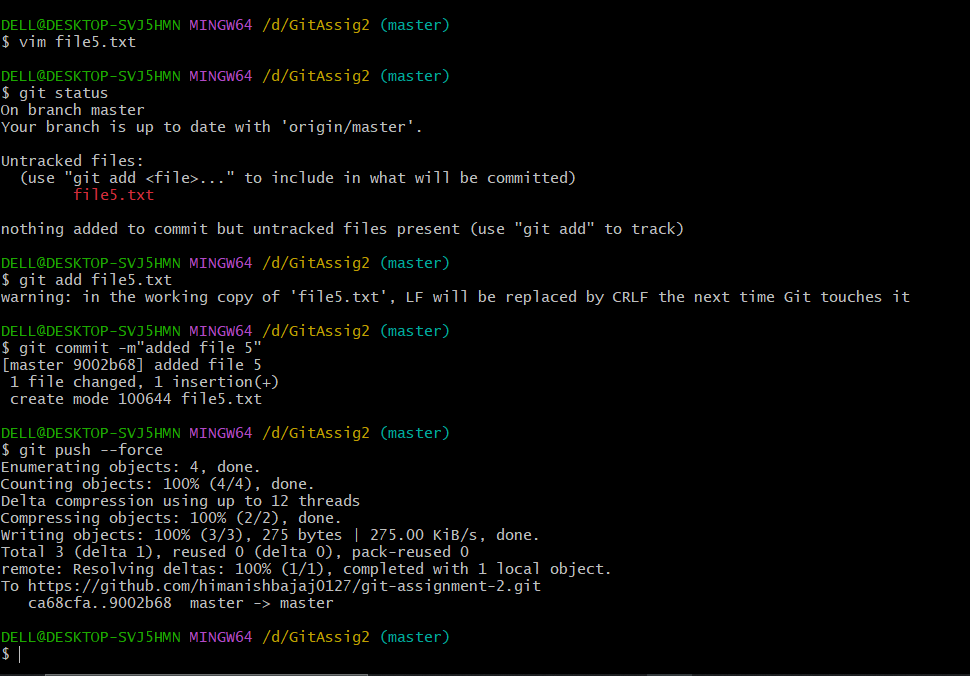 DELL@DESKTOP-SVJ5HMN MINGW64 /d/GitAssig2 (master)
$ vim file5.txt
DELL@DESKTOP-SVJ5HMN MINGW64 /d/GitAssig2 (master)
$ git status
On branch master
Your branch is up to date with 'origin/master'.
Untracked files:
  (use "git add <file>..." to include in what will be committed)
        file5.txt
nothing added to commit but untracked files present (use "git add" to track)
DELL@DESKTOP-SVJ5HMN MINGW64 /d/GitAssig2 (master)
$ git add file5.txt
warning: in the working copy of 'file5.txt', LF will be replaced by CRLF the next time Git touches it
DELL@DESKTOP-SVJ5HMN MINGW64 /d/GitAssig2 (master)
$ git commit -m"added file 5"
[master 9002b68] added file 5
 1 file changed, 1 insertion(+)
 create mode 100644 file5.txt
DELL@DESKTOP-SVJ5HMN MINGW64 /d/GitAssig2 (master)
$ git push --force
Enumerating objects: 4, done.
Counting objects: 100% (4/4), done.
Delta compression using up to 12 threads
Compressing objects: 100% (2/2), done.
Writing objects: 100% (3/3), 275 bytes | 275.00 KiB/s, done.
Total 3 (delta 1), reused 0 (delta 0), pack-reused 0
remote: Resolving deltas: 100% (1/1), completed with 1 local object.
To https://github.com/himanishbajaj0127/git-assignment-2.git
   ca68cfa..9002b68  master -> master
DELL@DESKTOP-SVJ5HMN MINGW64 /d/GitAssig2 (master)
$